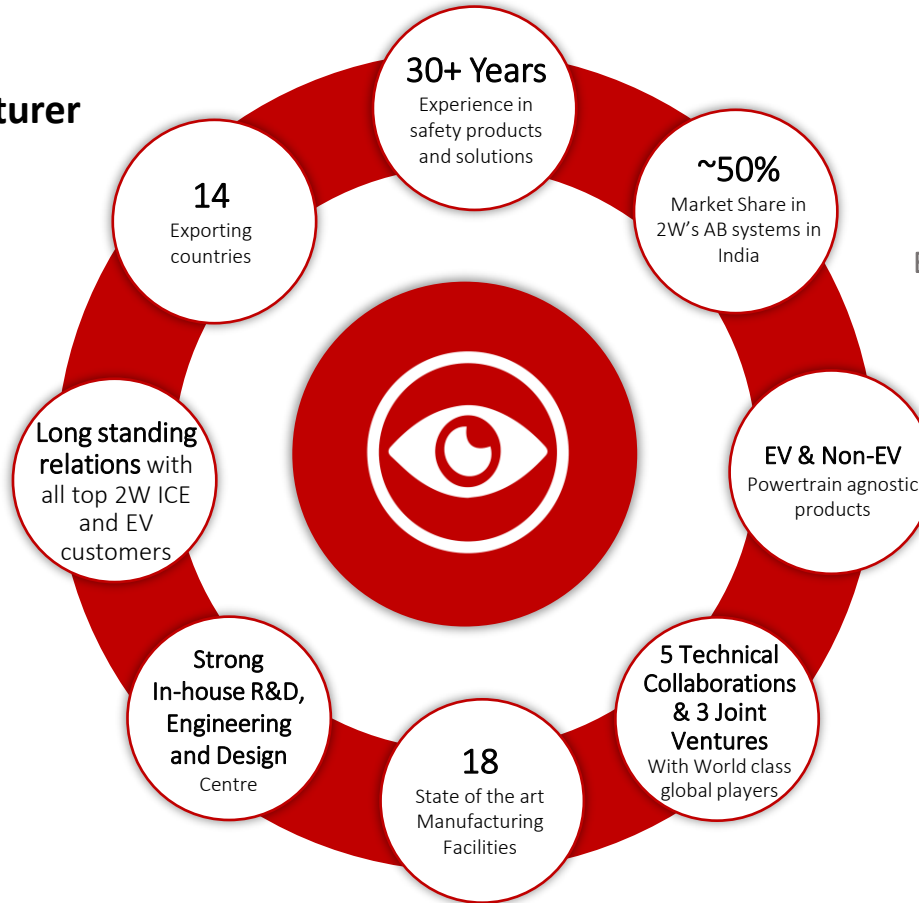 turer
30+ Years
Experience in
safety products
and solutions
~50%
Market Share in
2W's AB systems in
India
E
EV & Non-EV
Powertrain agnostic
products
5 Technical
Collaborations
& 3 Joint
Ventures
With World class
global players
18
State of the art
Manufacturing
Facilities
Strong
In-house R&D,
Engineering
and Design
Centre
Long standing
relations with
all top 2W ICE
and EV
customers
14
Exporting
countries